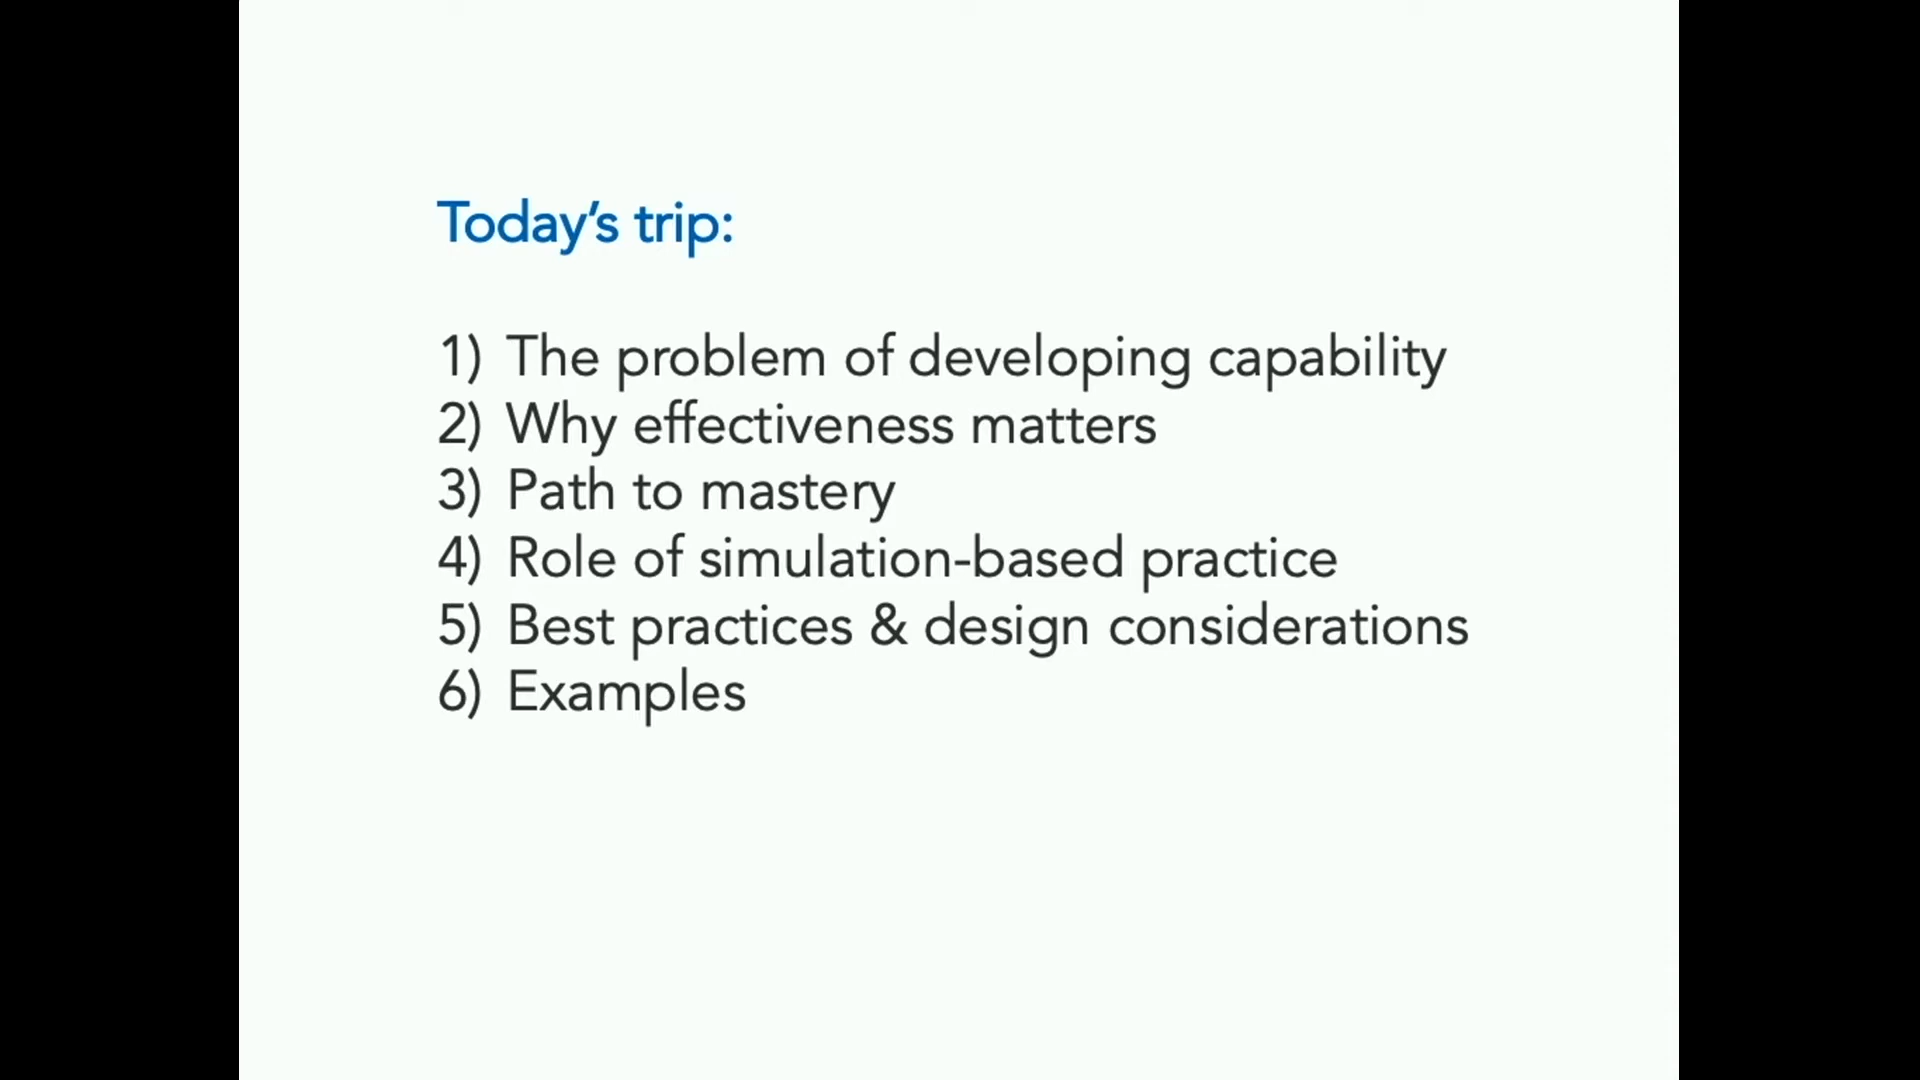 Today's trip:
1) The problem of developing capability
2) Why effectiveness matters
3) Path to mastery
4) Role of simulation-based practice
5) Best practices & design considerations
6) Examples